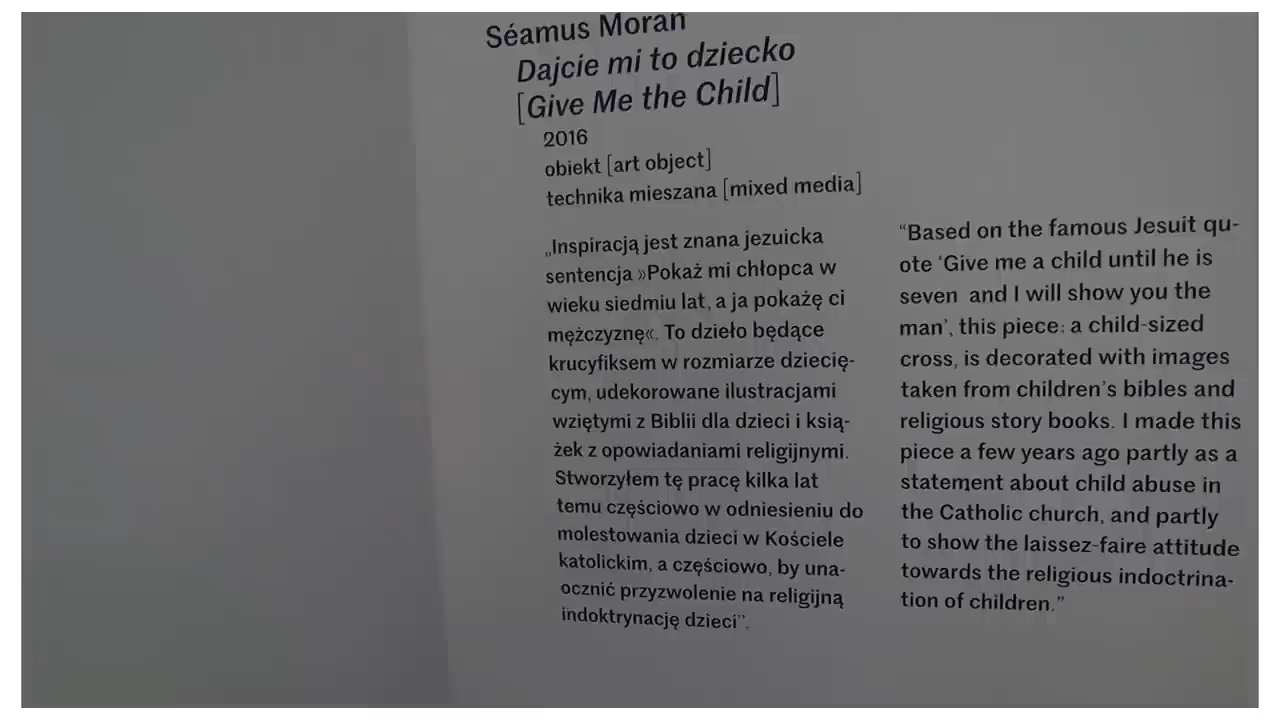 Séamus Moran
Dajcie mi to dziecko
[Give Me the Child]
2016
obiekt [art object]
technika mieszana [mixed media]
„Inspiracją jest znana jezuicka
sentencja »Pokaż mi chłopca w
wieku siedmiu lat, a ja pokażę ci
mężczyznę«. To dzieło będące
krucyfiksem w rozmiarze dziecię-
cym, udekorowane ilustracjami
wziętymi z Biblii dla dzieci i ksią-
żek z opowiadaniami religijnymi.
Stworzyłem tę pracę kilka lat
temu częściowo w odniesieniu do
molestowania dzieci w Kościele
katolickim, a częściowo, by una-
ocznić przyzwolenie na religijną
indoktrynację dzieci”.
“Based on the famous Jesuit qu-
ote ‘Give me a child until he is
seven and I will show you the
man’, this piece: a child-sized
cross, is decorated with images
taken from children’s bibles and
religious story books. I made this
piece a few years ago partly as a
statement about child abuse in
the Catholic church, and partly
to show the laissez-faire attitude
towards the religious indoctrina-
tion of children.”